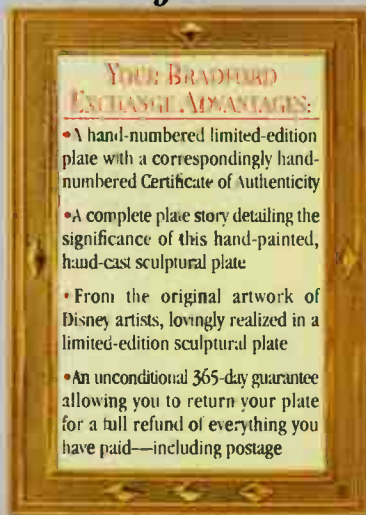 YOUR BRADFORD
EXCHANGE ADVANTAGES:
•A hand-numbered limited-edition
plate with a correspondingly hand-
numbered Certificate of Authenticity
•A complete plate story detailing the
significance of this hand-painted,
hand-cast sculptural plate
•From the original artwork of
Disney artists, lovingly realized in a
limited-edition sculptural plate
•An unconditional 365-day guarantee
allowing you to return your plate
for a full refund of everything you
have paid—including postage